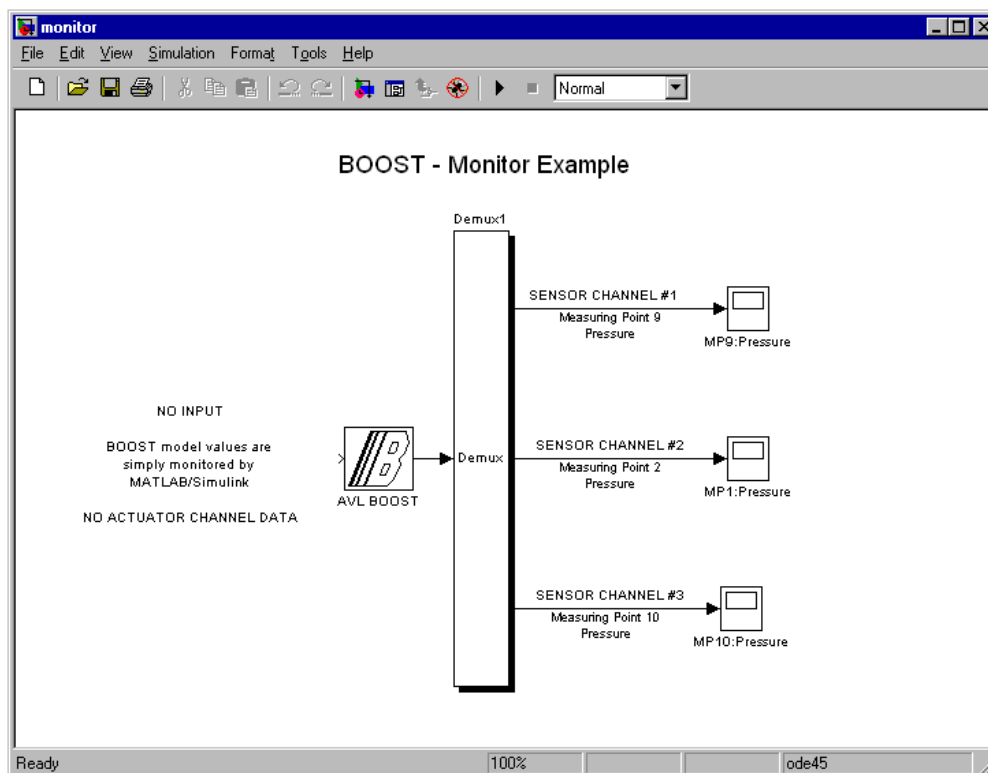 monitor
File Edit View Simulation Format Tools Help
Normal
BOOST - Monitor Example
Demux1
SENSOR CHANNEL #1
Measuring Point 9
Pressure
MP9:Pressure
NO INPUT
BOOST model values are
simply monitored by
MATLAB/Simulink
NO ACTUATOR CHANNEL DATA
B
AVL BOOST
Demux
SENSOR CHANNEL #2
Measuring Point 2
Pressure
MP1:Pressure
SENSOR CHANNEL #3
Measuring Point 10
Pressure
MP10:Pressure
Ready 100% ode45